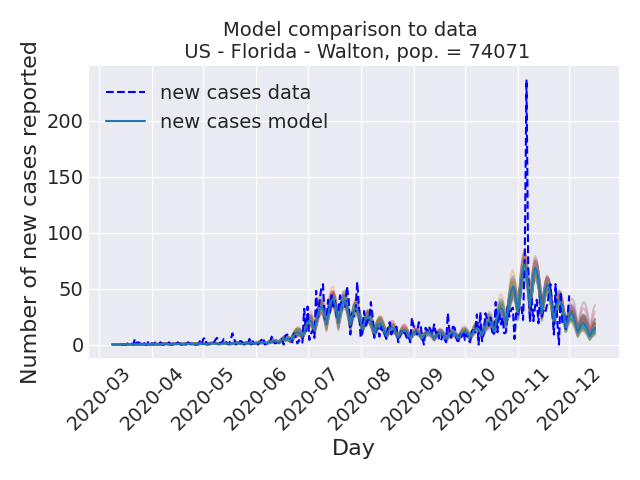 Model comparison to data
US - Florida - Walton, pop. = 74071
Number of new cases reported
new cases data
new cases model
200
150
100
50
0
2020-03
2020-04
2020-05
2020-06
2020-07
2020-08
2020-09
2020-10
2020-11
2020-12
Day